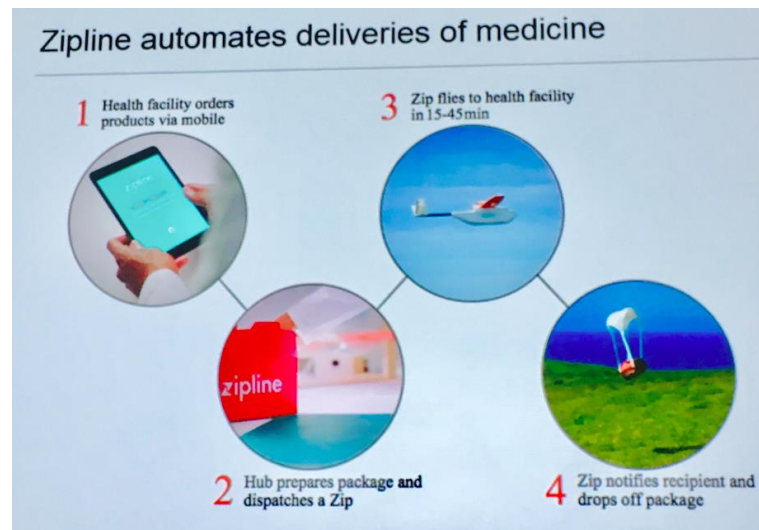 Zipline automates deliveries of medicine
1 Health facility orders
products via mobile
2 Hub prepares package and
dispatches a Zip
3 Zip flies to health facility
in 15-45min
4 Zip notifies recipient and
drops off package
zipline